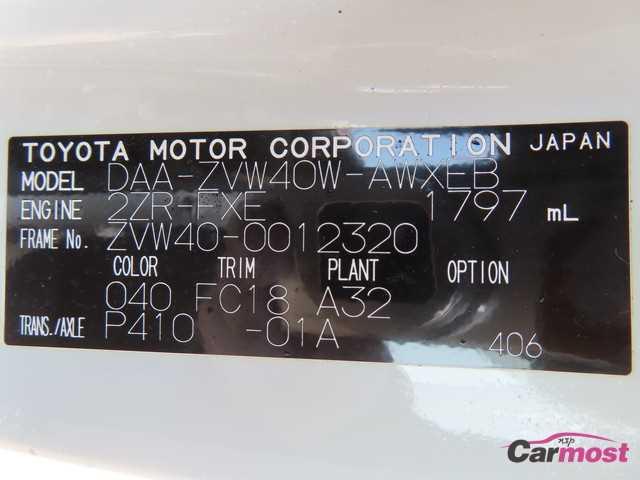 TOYOTA MOTOR CORPORATION JAPAN
MODEL DAA-ZVW40W-AWXEB
ENGINE 2ZR-FXE 1797 mL
FRAME No. ZVW40-0012320
COLOR TRIM PLANT OPTION
040 FC18 A32
TRANS./AXLE P410 -01A 406
Carmost